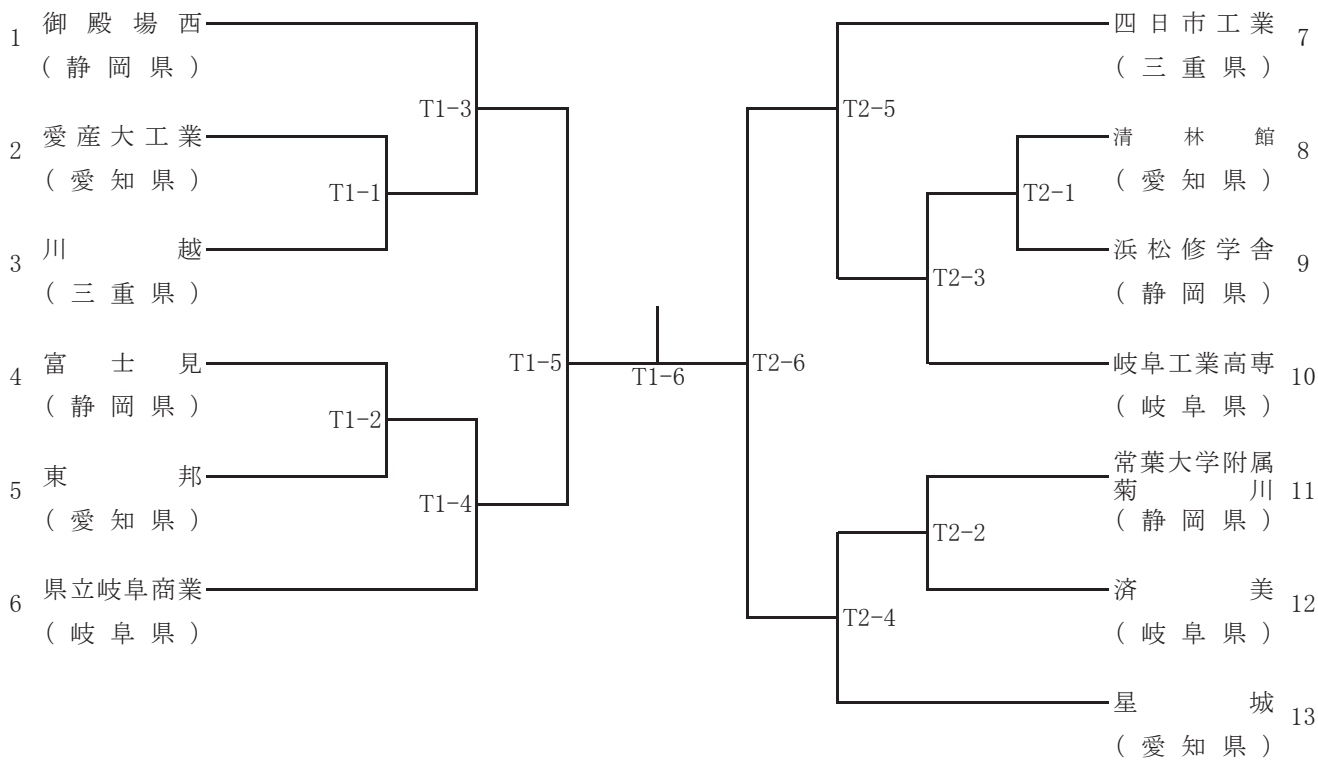 1 御殿場西
(静岡県)
T1-3
2 愛産大工業
(愛知県)
T1-1
3 川越
(三重県)
T1-5
4 富士見
(静岡県)
T1-2
5 東邦
(愛知県)
T1-4
6 県立岐阜商業
(岐阜県)
T1-6
四日市工業 7
(三重県)
T2-5
清林館 8
(愛知県)
T2-1
浜松修学舎 9
(静岡県)
T2-3
T2-6
岐阜工業高専 10
(岐阜県)
常葉大学附属
菊川 11
(静岡県)
T2-2
済美 12
(岐阜県)
T2-4
星城 13
(愛知県)